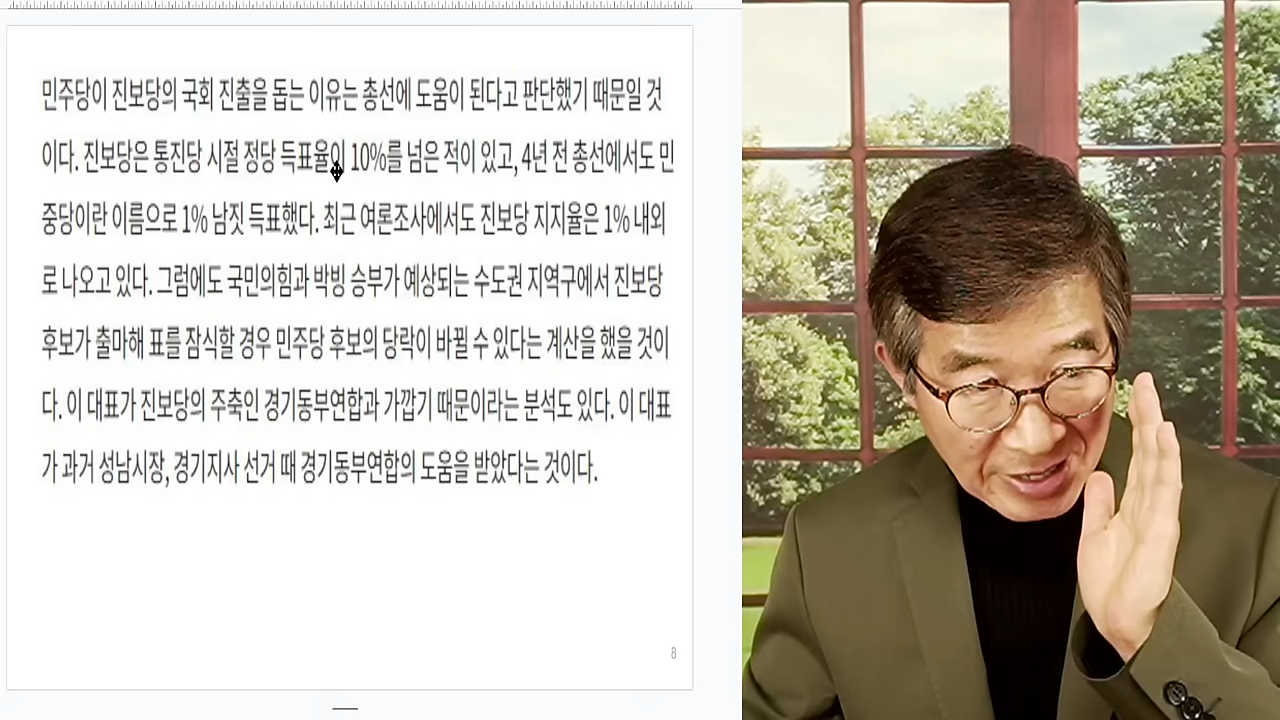 민주당이 진보당의 국회 진출을 돕는 이유는 총선에 도움이 된다고 판단했기 때문일 것
이다. 진보당은 통진당 시절 정당 득표율이 10%를 넘은 적이 있고, 4년 전 총선에서도 민
중당이란 이름으로 1% 남짓 득표했다. 최근 여론조사에서도 진보당 지지율은 1% 내외
로 나오고 있다. 그럼에도 국민의힘과 박빙 승부가 예상되는 수도권 지역구에서 진보당
후보가 출마해 표를 잠식할 경우 민주당 후보의 당락이 바뀔 수 있다는 계산을 했을 것이
다. 이 대표가 진보당의 주축인 경기동부연합과 가깝기 때문이라는 분석도 있다. 이 대표
가 과거 성남시장, 경기지사 선거 때 경기동부연합의 도움을 받았다는 것이다.
8